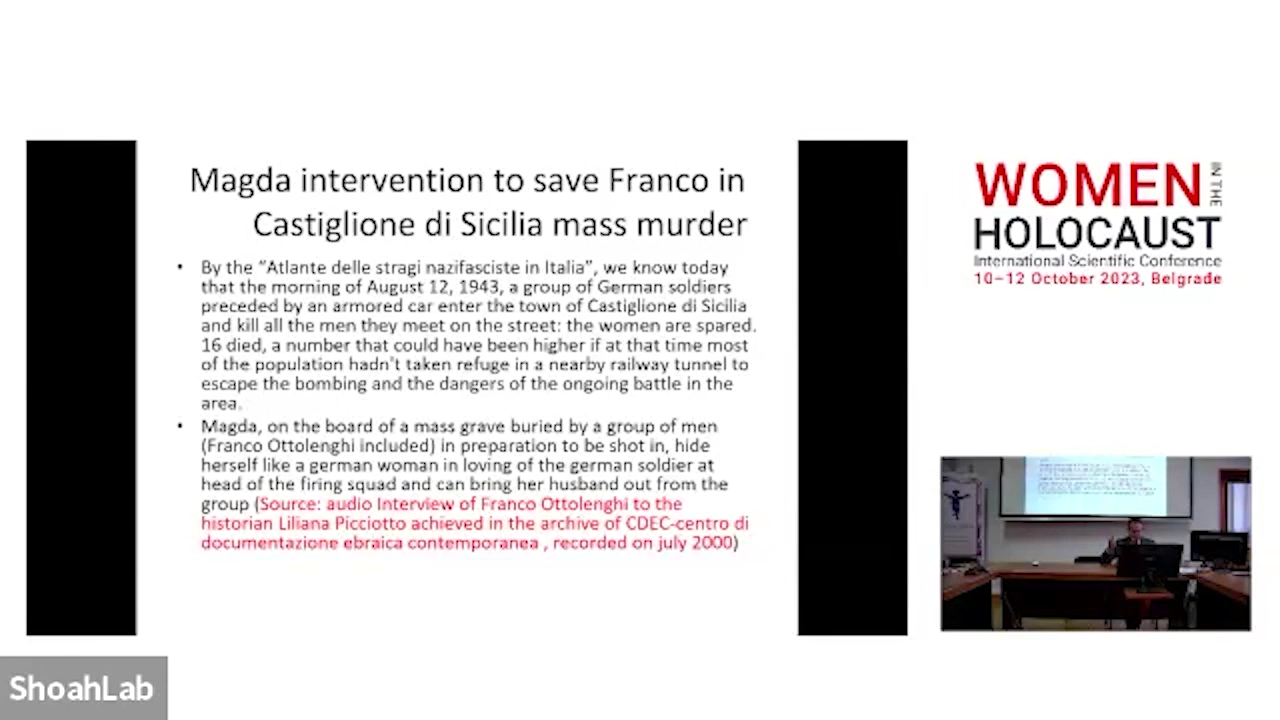 Magda intervention to save Franco in
Castiglione di Sicilia mass murder
• By the “Atlante delle stragi nazifasciste in Italia”, we know today
that the morning of August 12, 1943, a group of German soldiers
preceded by an armored car enter the town of Castiglione di Sicilia
and kill all the men they meet on the street: the women are spared.
16 died, a number that could have been higher if at that time most
of the population hadn't taken refuge in a nearby railway tunnel to
escape the bombing and the dangers of the ongoing battle in the
area.
• Magda, on the board of a mass grave buried by a group of men
(Franco Ottolenghi included) in preparation to be shot in, hide
herself like a german woman in loving of the german soldier at
head of the firing squad and can bring her husband out from the
group (Source: audio Interview of Franco Ottolenghi to the
historian Liliana Picciotto achieved in the archive of CDEC-centro di
documentazione ebraica contemporanea , recorded on july 2000)
WOMEN
IN THE
HOLOCAUST
International Scientific Conference
10–12 October 2023, Belgrade
ShoahLab